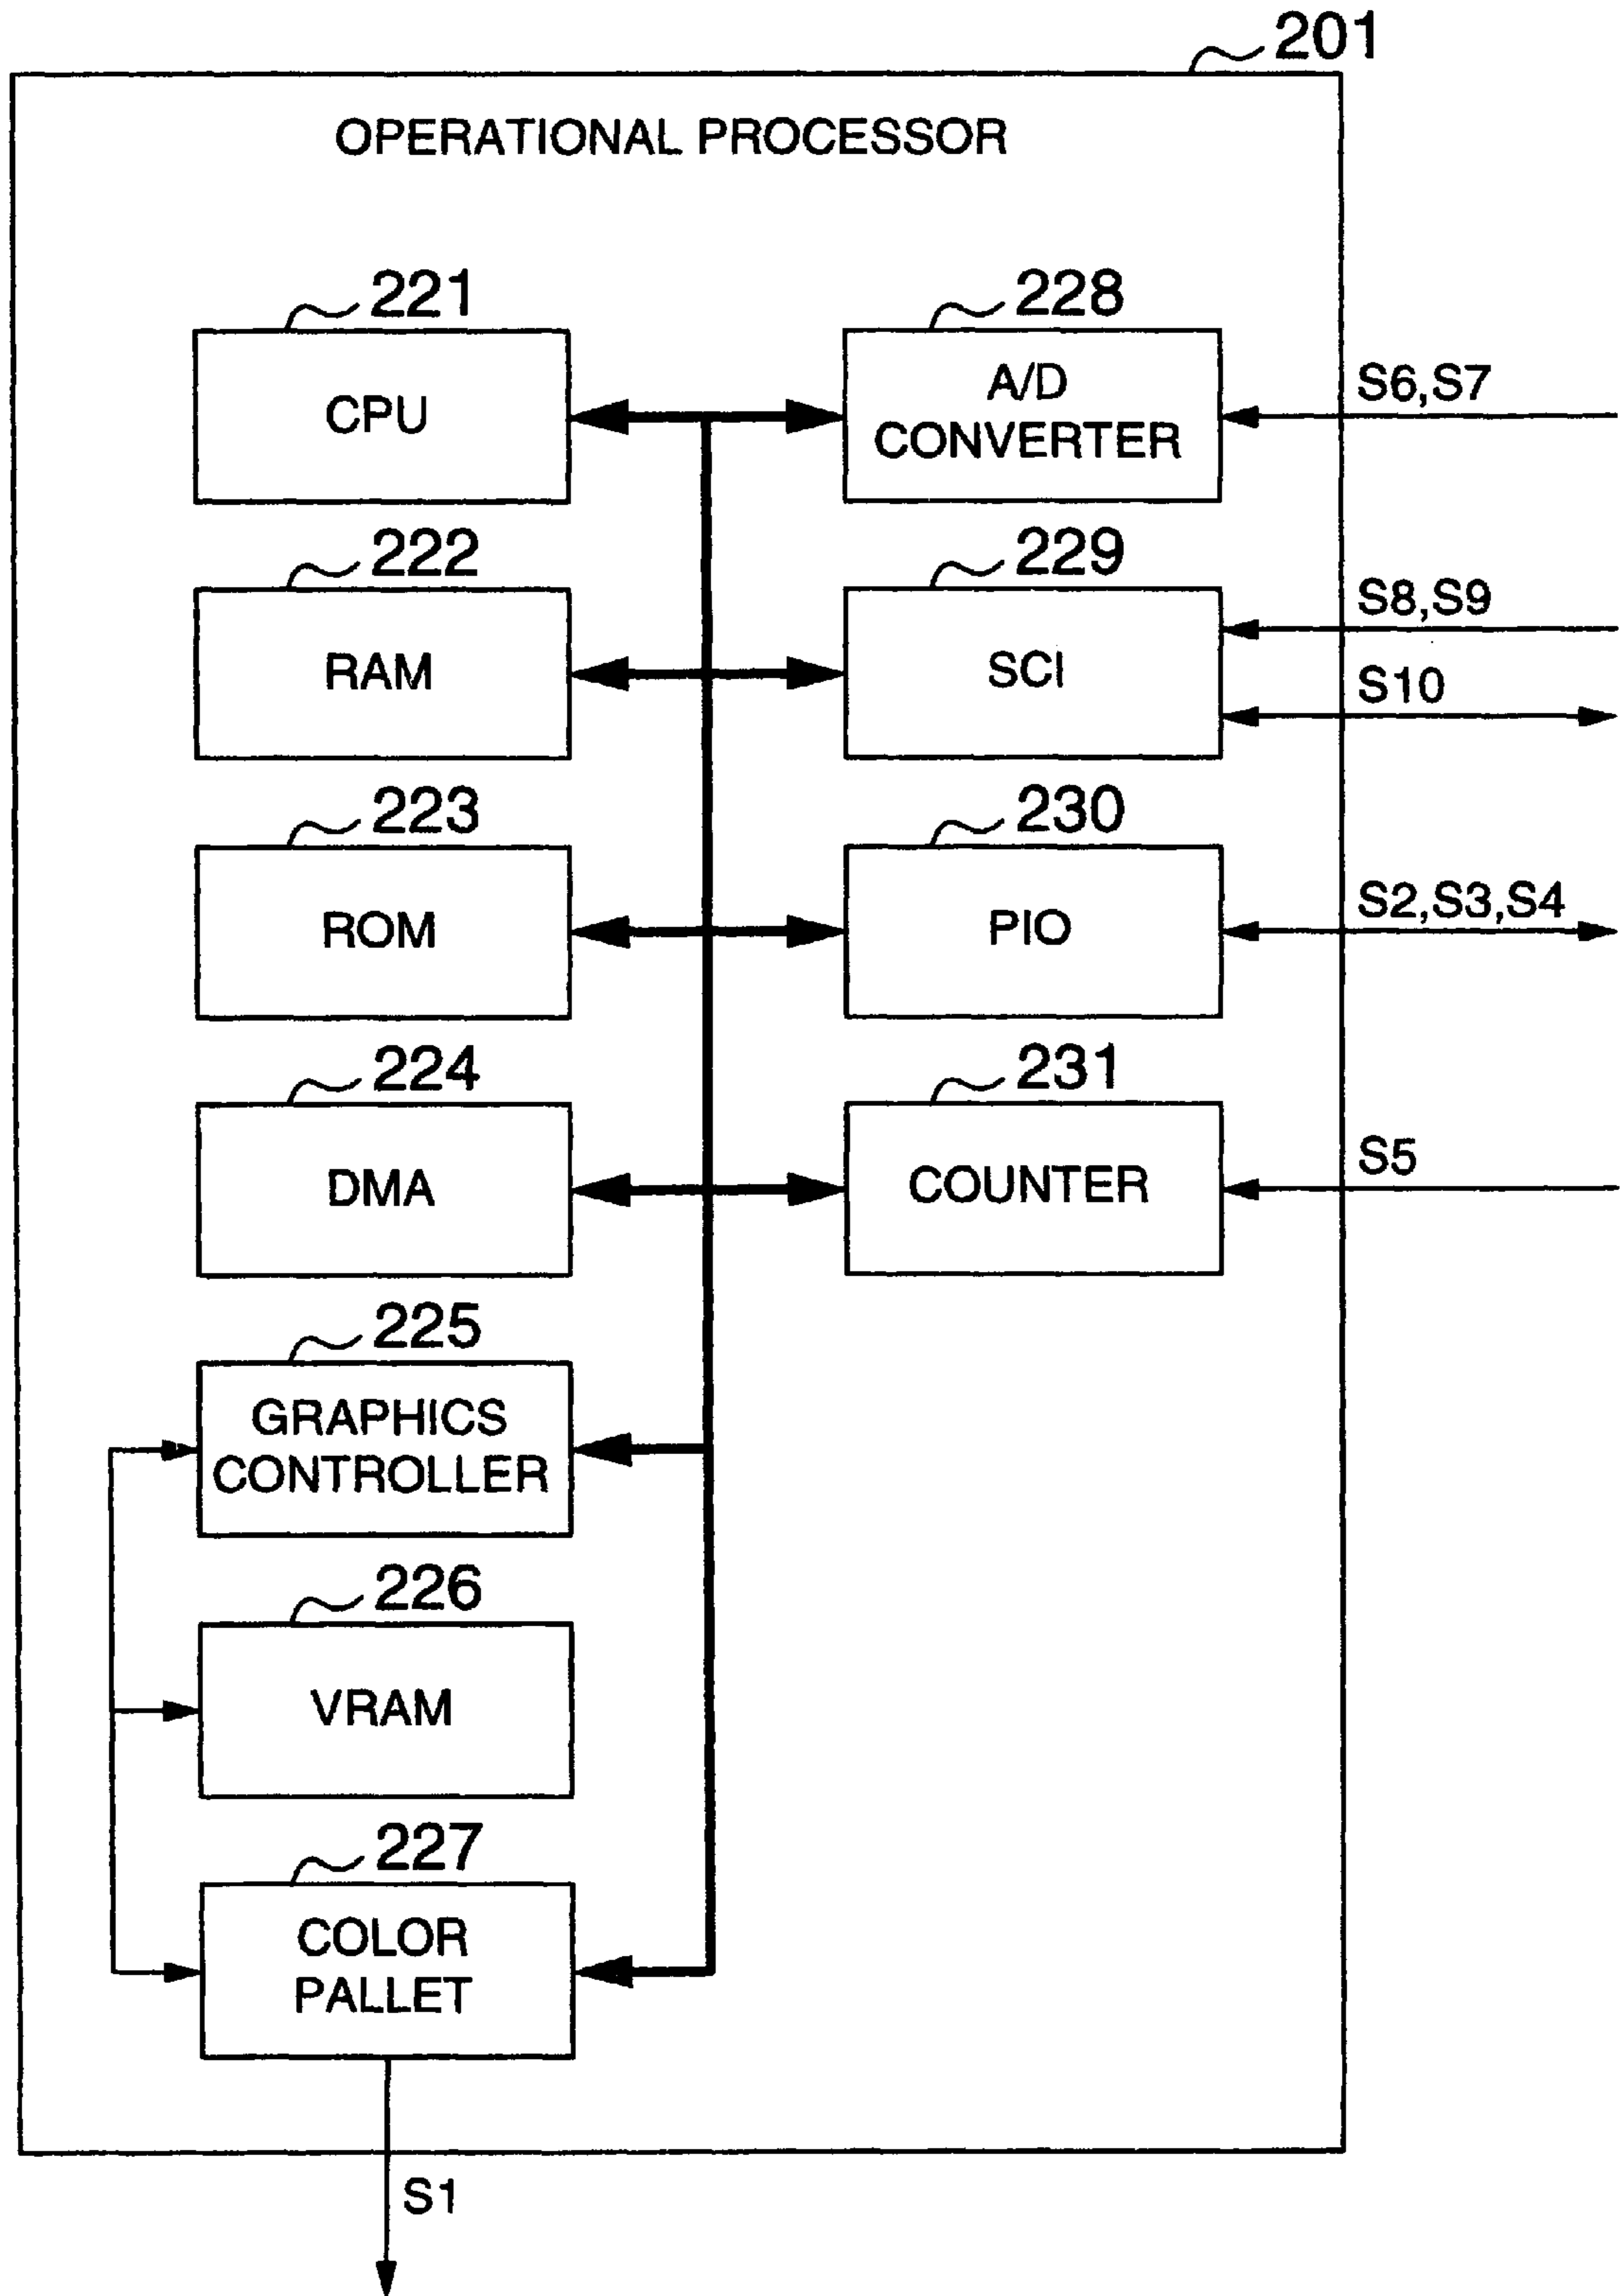 201
OPERATIONAL PROCESSOR
221
CPU
228
A/D
CONVERTER
S6,S7
222
RAM
229
SCI
S8,S9
S10
223
ROM
230
PIO
S2,S3,S4
224
DMA
231
COUNTER
S5
225
GRAPHICS
CONTROLLER
226
VRAM
227
COLOR
PALLET
S1